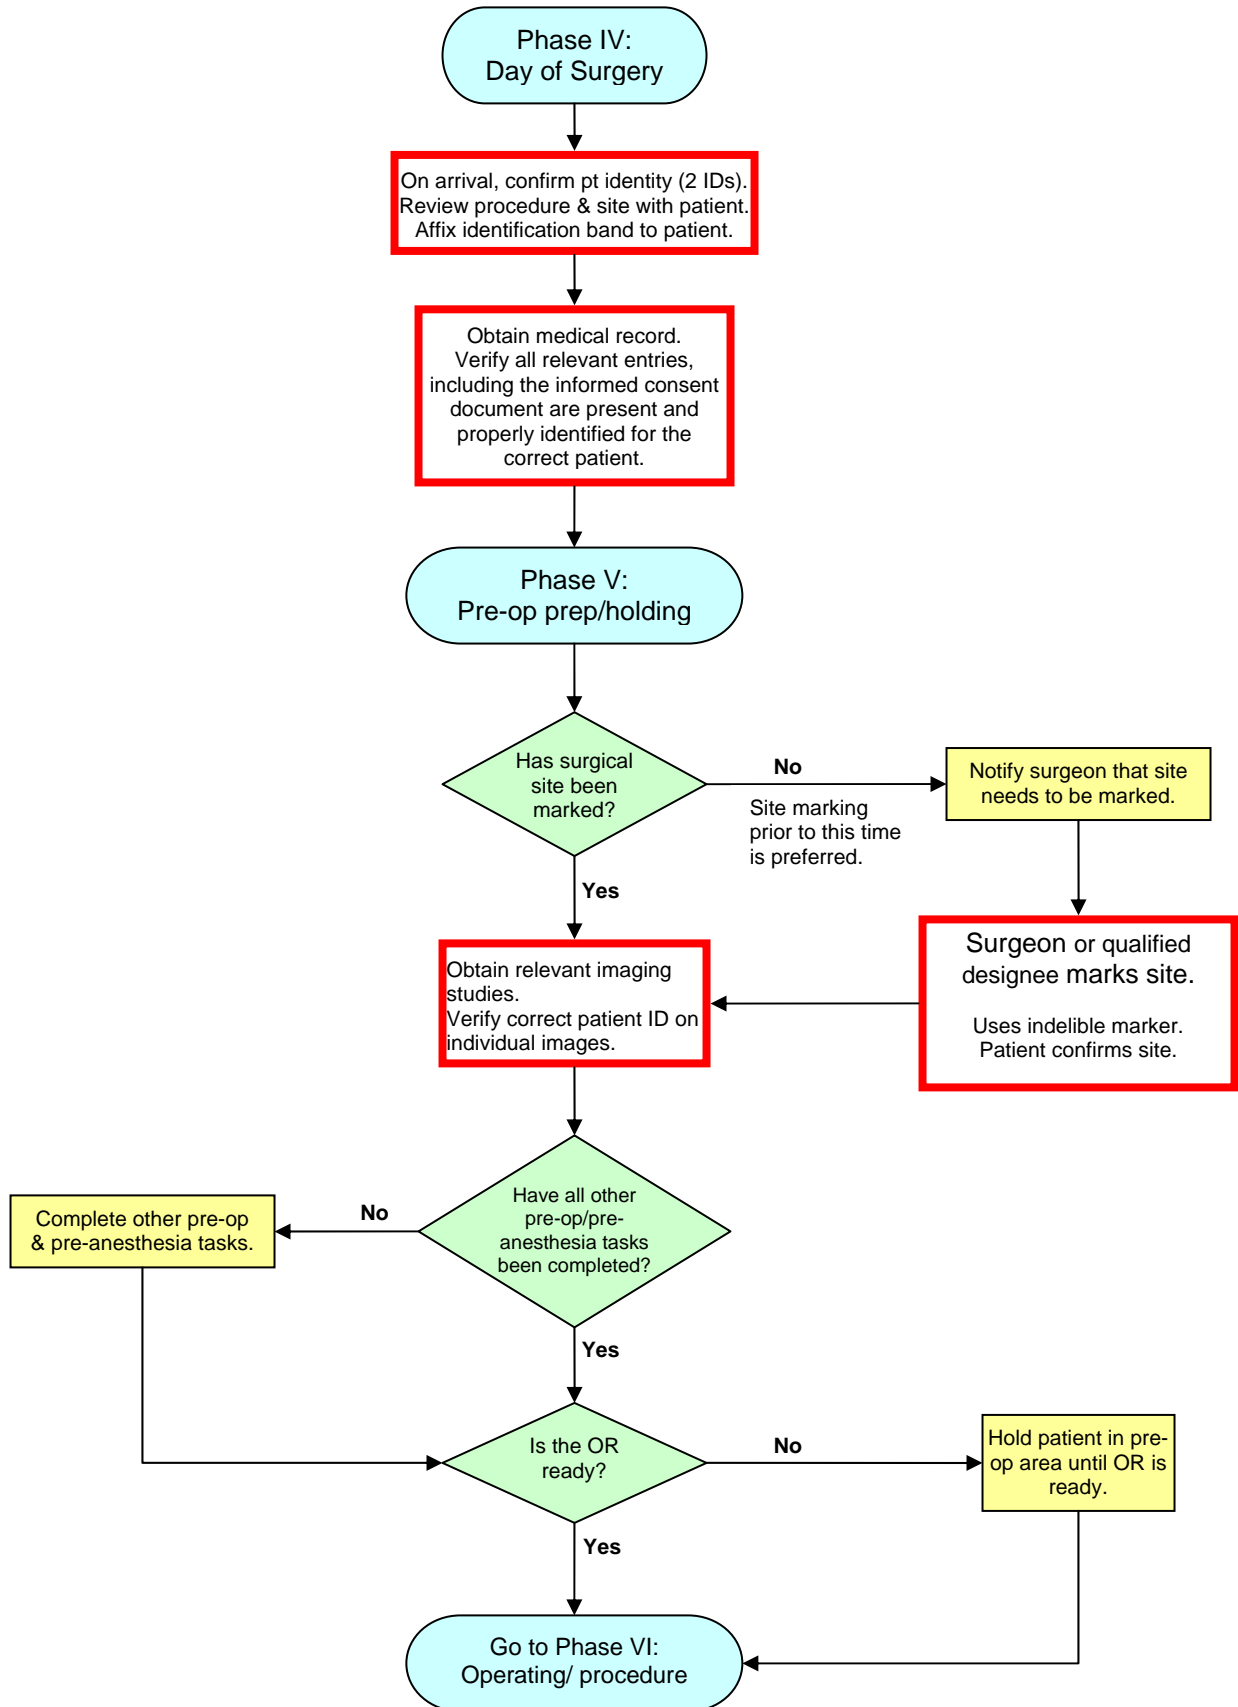 Phase IV:
Day of Surgery
On arrival, confirm pt identity (2 IDs).
Review procedure & site with patient.
Affix identification band to patient.
Obtain medical record.
Verify all relevant entries,
including the informed consent
document are present and
properly identified for the
correct patient.
Phase V:
Pre-op prep/holding
Has surgical
site been
marked?
No
Site marking
prior to this time
is preferred.
Notify surgeon that site
needs to be marked.
Yes
Surgeon or qualified
designee marks site.
Uses indelible marker.
Patient confirms site.
Obtain relevant imaging
studies.
Verify correct patient ID on
individual images.
Have all other
pre-op/pre-
anesthesia tasks
been completed?
No
Complete other pre-op
& pre-anesthesia tasks.
Yes
Is the OR
ready?
No
Hold patient in pre-
op area until OR is
ready.
Yes
Go to Phase VI:
Operating/ procedure